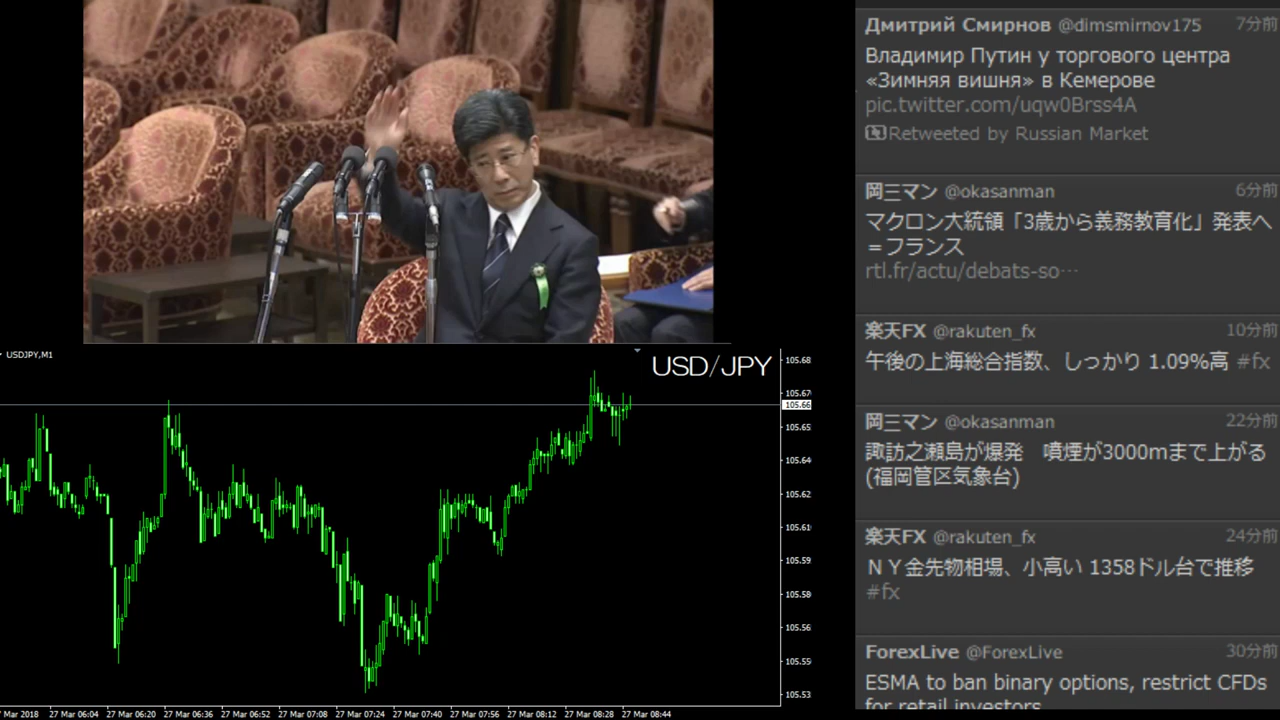 USDJPY,M1
USD/JPY
105.68
105.67
105.66
105.65
105.64
105.62
105.61
105.59
105.58
105.56
105.55
105.53
Mar 2018
27 Mar 06:04
27 Mar 06:20
27 Mar 06:36
27 Mar 06:52
27 Mar 07:08
27 Mar 07:24
27 Mar 07:40
27 Mar 07:56
27 Mar 08:12
27 Mar 08:28
27 Mar 08:44
Дмитрий Смирнов @dimsmirnov175 7分前
Владимир Путин у торгового центра
«Зимняя вишня» в Кемерове
pic.twitter.com/uqw0Brss4A
Retweeted by Russian Market
岡三マン @okasanman 6分前
マクロン大統領「3歳から義務教育化」発表へ
＝フランス
rtl.fr/actu/debats-so…
楽天FX @rakuten_fx 10分前
午後の上海総合指数、しっかり 1.09%高 #fx
岡三マン @okasanman 22分前
諏訪之瀬島が爆発　噴煙が3000mまで上がる
(福岡管区気象台)
楽天FX @rakuten_fx 24分前
ＮＹ金先物相場、小高い 1358ドル台で推移
#fx
ForexLive @ForexLive 30分前
ESMA to ban binary options, restrict CFDs
for retail investors